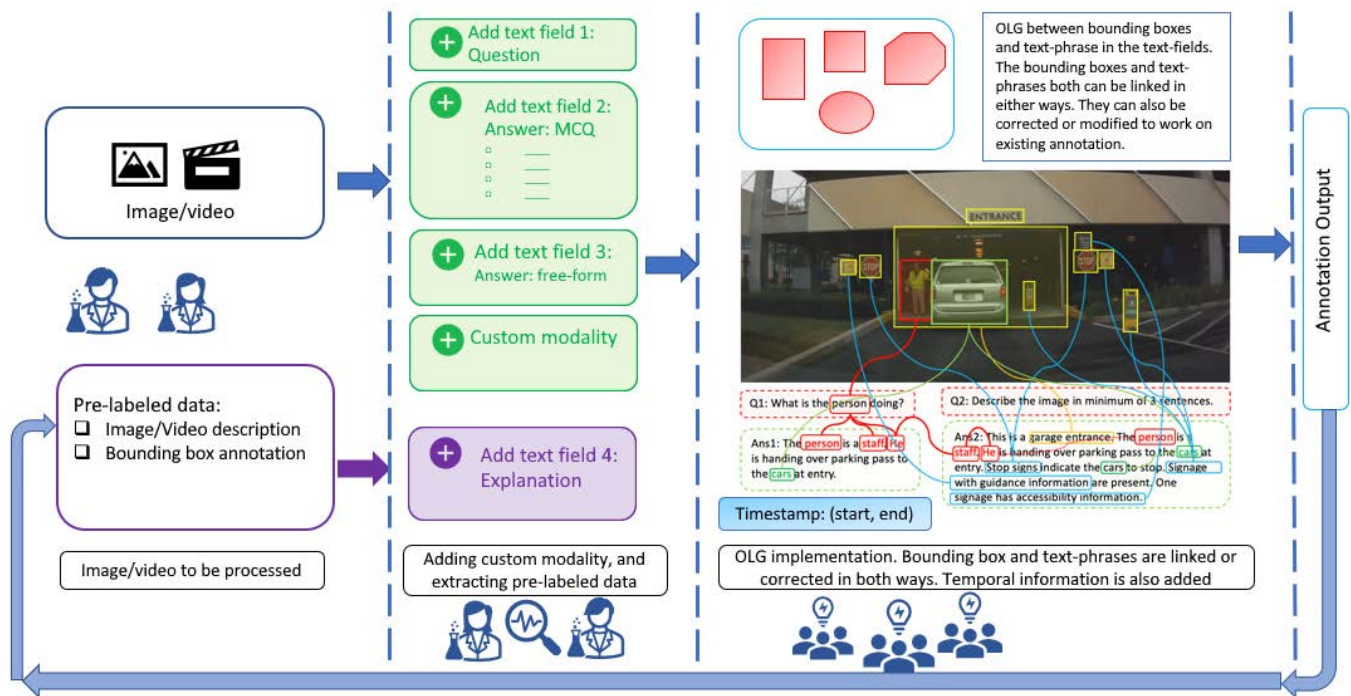 Image/video
Pre-labeled data:
Image/Video description
Bounding box annotation
Image/video to be processed
Add text field 1:
Question
Add text field 2:
Answer: MCQ
Add text field 3:
Answer: free-form
Custom modality
Add text field 4:
Explanation
Adding custom modality, and
extracting pre-labeled data
OLG between bounding boxes
and text-phrase in the text-fields.
The bounding boxes and text-
phrases both can be linked in
either ways. They can also be
corrected or modified to work on
existing annotation.
ENTRANCE
STOP
STOP
Q1: What is the person doing?
Ans1: The person is a staff. He
is handing over parking pass to
the cars at entry.
Q2: Describe the image in minimum of 3 sentences.
Ans2: This is a garage entrance. The person is
staff. He is handing over parking pass to the cars at
entry. Stop signs indicate the cars to stop. Signage
with guidance information are present. One
signage has accessibility information.
Timestamp: (start, end)
OLG implementation. Bounding box and text-phrases are linked or
corrected in both ways. Temporal information is also added
Annotation Output